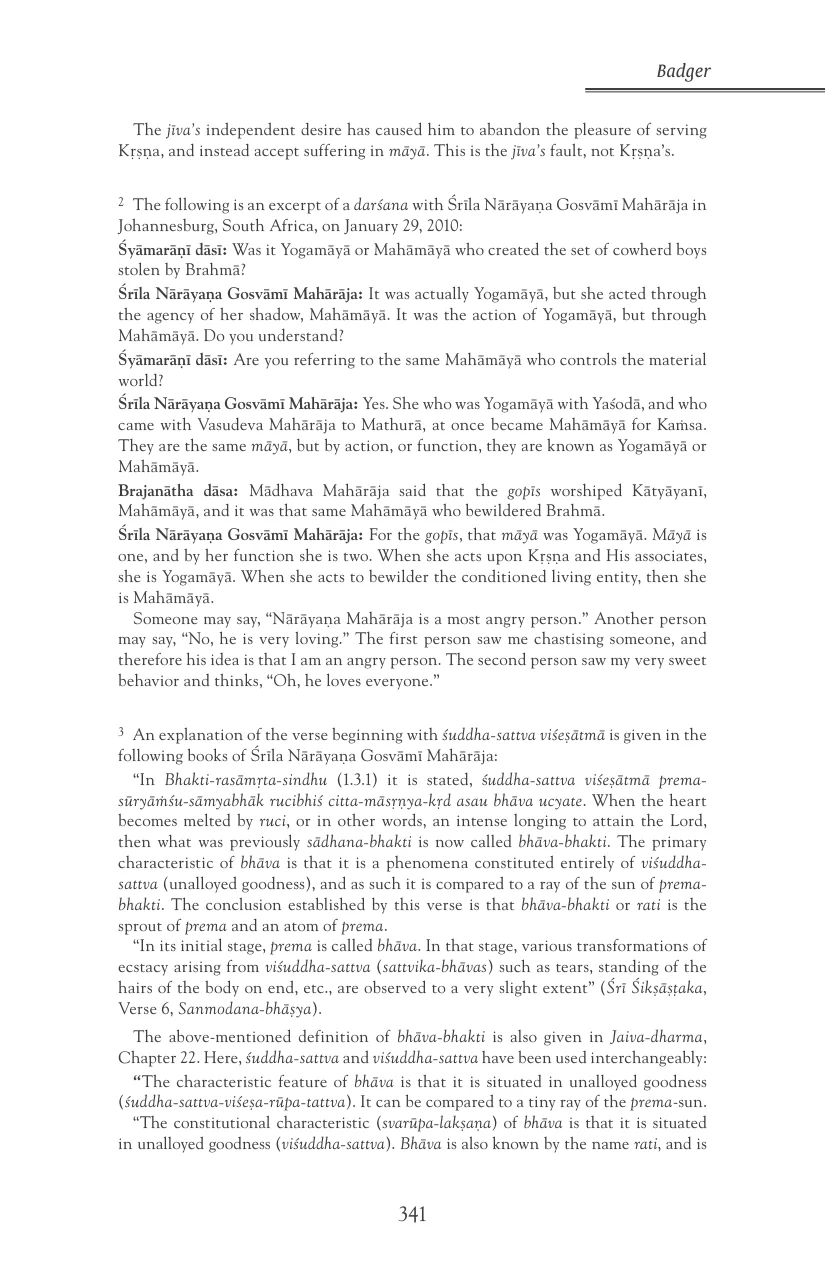 Badger
The jīva’s independent desire has caused him to abandon the pleasure of serving
Kṛṣṇa, and instead accept suffering in māyā. This is the jīva’s fault, not Kṛṣṇa’s.
2 The following is an excerpt of a darśana with Śrīla Nārāyaṇa Gosvāmī Mahārāja in
Johannesburg, South Africa, on January 29, 2010:
Śyāmarāṇī dāsī: Was it Yogamāyā or Mahāmāyā who created the set of cowherd boys
stolen by Brahmā?
Śrīla Nārāyaṇa Gosvāmī Mahārāja: It was actually Yogamāyā, but she acted through
the agency of her shadow, Mahāmāyā. It was the action of Yogamāyā, but through
Mahāmāyā. Do you understand?
Śyāmarāṇī dāsī: Are you referring to the same Mahāmāyā who controls the material
world?
Śrīla Nārāyaṇa Gosvāmī Mahārāja: Yes. She who was Yogamāyā with Yaśodā, and who
came with Vasudeva Mahārāja to Mathurā, at once became Mahāmāyā for Kaṁsa.
They are the same māyā, but by action, or function, they are known as Yogamāyā or
Mahāmāyā.
Brajanātha dāsa: Mādhava Mahārāja said that the gopīs worshiped Kātyāyanī,
Mahāmāyā, and it was that same Mahāmāyā who bewildered Brahmā.
Śrīla Nārāyaṇa Gosvāmī Mahārāja: For the gopīs, that māyā was Yogamāyā. Māyā is
one, and by her function she is two. When she acts upon Kṛṣṇa and His associates,
she is Yogamāyā. When she acts to bewilder the conditioned living entity, then she
is Mahāmāyā.
Someone may say, “Nārāyaṇa Mahārāja is a most angry person.” Another person
may say, “No, he is very loving.” The first person saw me chastising someone, and
therefore his idea is that I am an angry person. The second person saw my very sweet
behavior and thinks, “Oh, he loves everyone.”
3 An explanation of the verse beginning with śuddha-sattva viśeṣātmā is given in the
following books of Śrīla Nārāyaṇa Gosvāmī Mahārāja:
“In Bhakti-rasāmṛta-sindhu (1.3.1) it is stated, śuddha-sattva viśeṣātmā prema-
sūryāṁśu-sāmyabhāk rucibhiś citta-māsṛṇya-kṛd asau bhāva ucyate. When the heart
becomes melted by ruci, or in other words, an intense longing to attain the Lord,
then what was previously sādhana-bhakti is now called bhāva-bhakti. The primary
characteristic of bhāva is that it is a phenomena constituted entirely of viśuddha-
sattva (unalloyed goodness), and as such it is compared to a ray of the sun of prema-
bhakti. The conclusion established by this verse is that bhāva-bhakti or rati is the
sprout of prema and an atom of prema.
“In its initial stage, prema is called bhāva. In that stage, various transformations of
ecstacy arising from viśuddha-sattva (sattvika-bhāvas) such as tears, standing of the
hairs of the body on end, etc., are observed to a very slight extent” (Śrī Śikṣāṣṭaka,
Verse 6, Sanmodana-bhāṣya).
The above-mentioned definition of bhāva-bhakti is also given in Jaiva-dharma,
Chapter 22. Here, śuddha-sattva and viśuddha-sattva have been used interchangeably:
“The characteristic feature of bhāva is that it is situated in unalloyed goodness
(śuddha-sattva-viśeṣa-rūpa-tattva). It can be compared to a tiny ray of the prema-sun.
“The constitutional characteristic (svarūpa-lakṣaṇa) of bhāva is that it is situated
in unalloyed goodness (viśuddha-sattva). Bhāva is also known by the name rati, and is
341